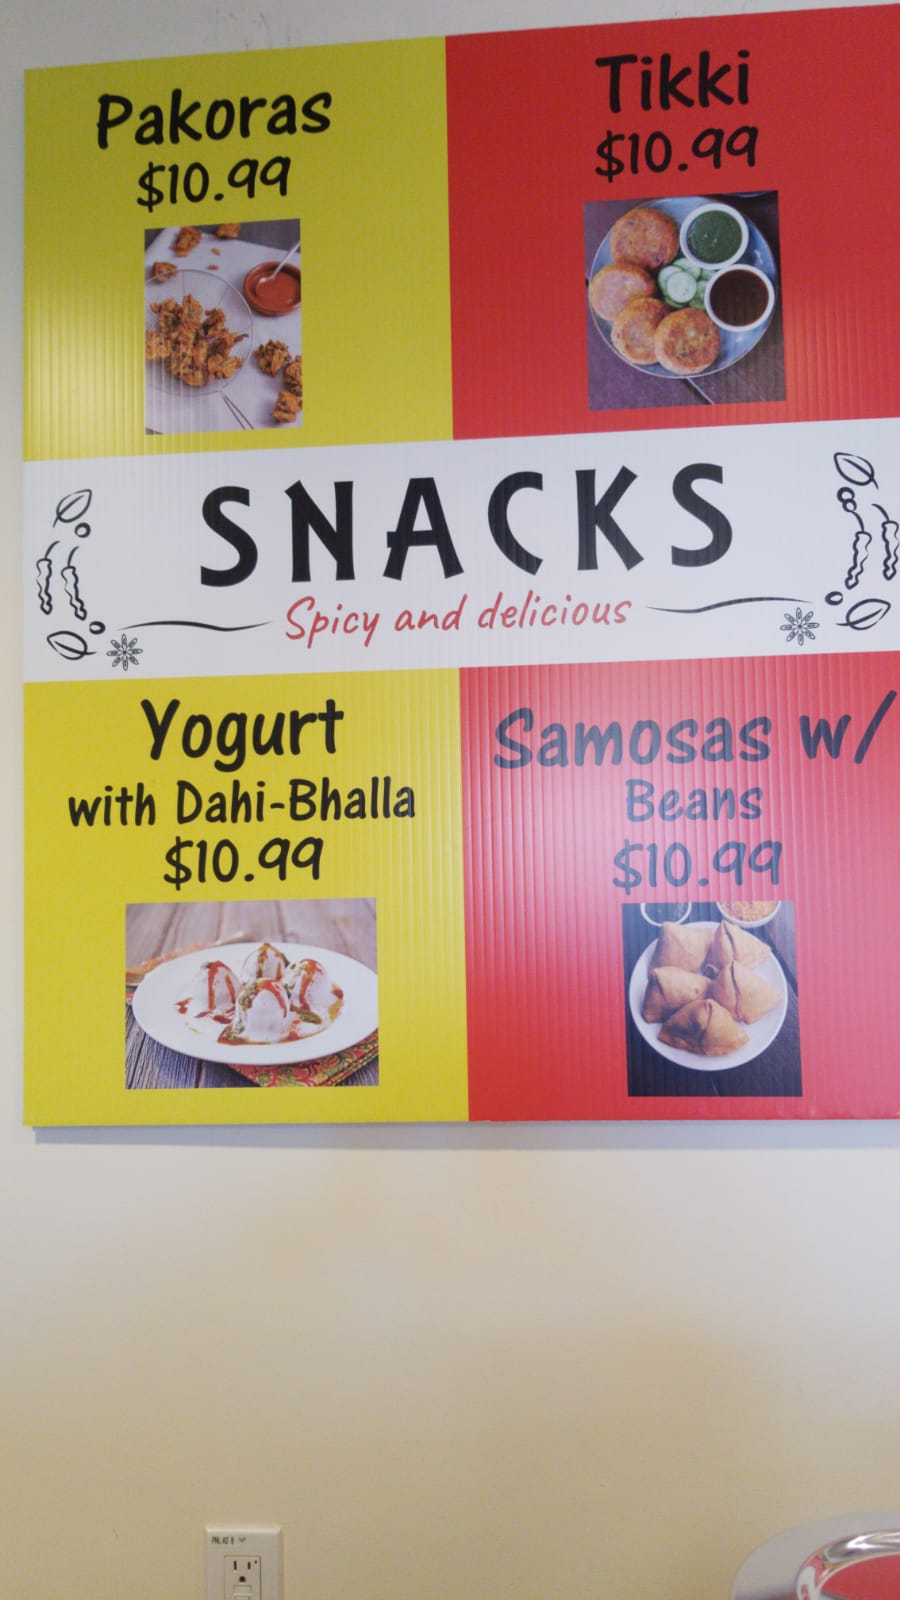 Pakoras
$10.99
Tikki
$10.99
SNACKS
Spicy and delicious
Yogurt
with Dahi-Bhalla
$10.99
Samosas w/
Beans
$10.99